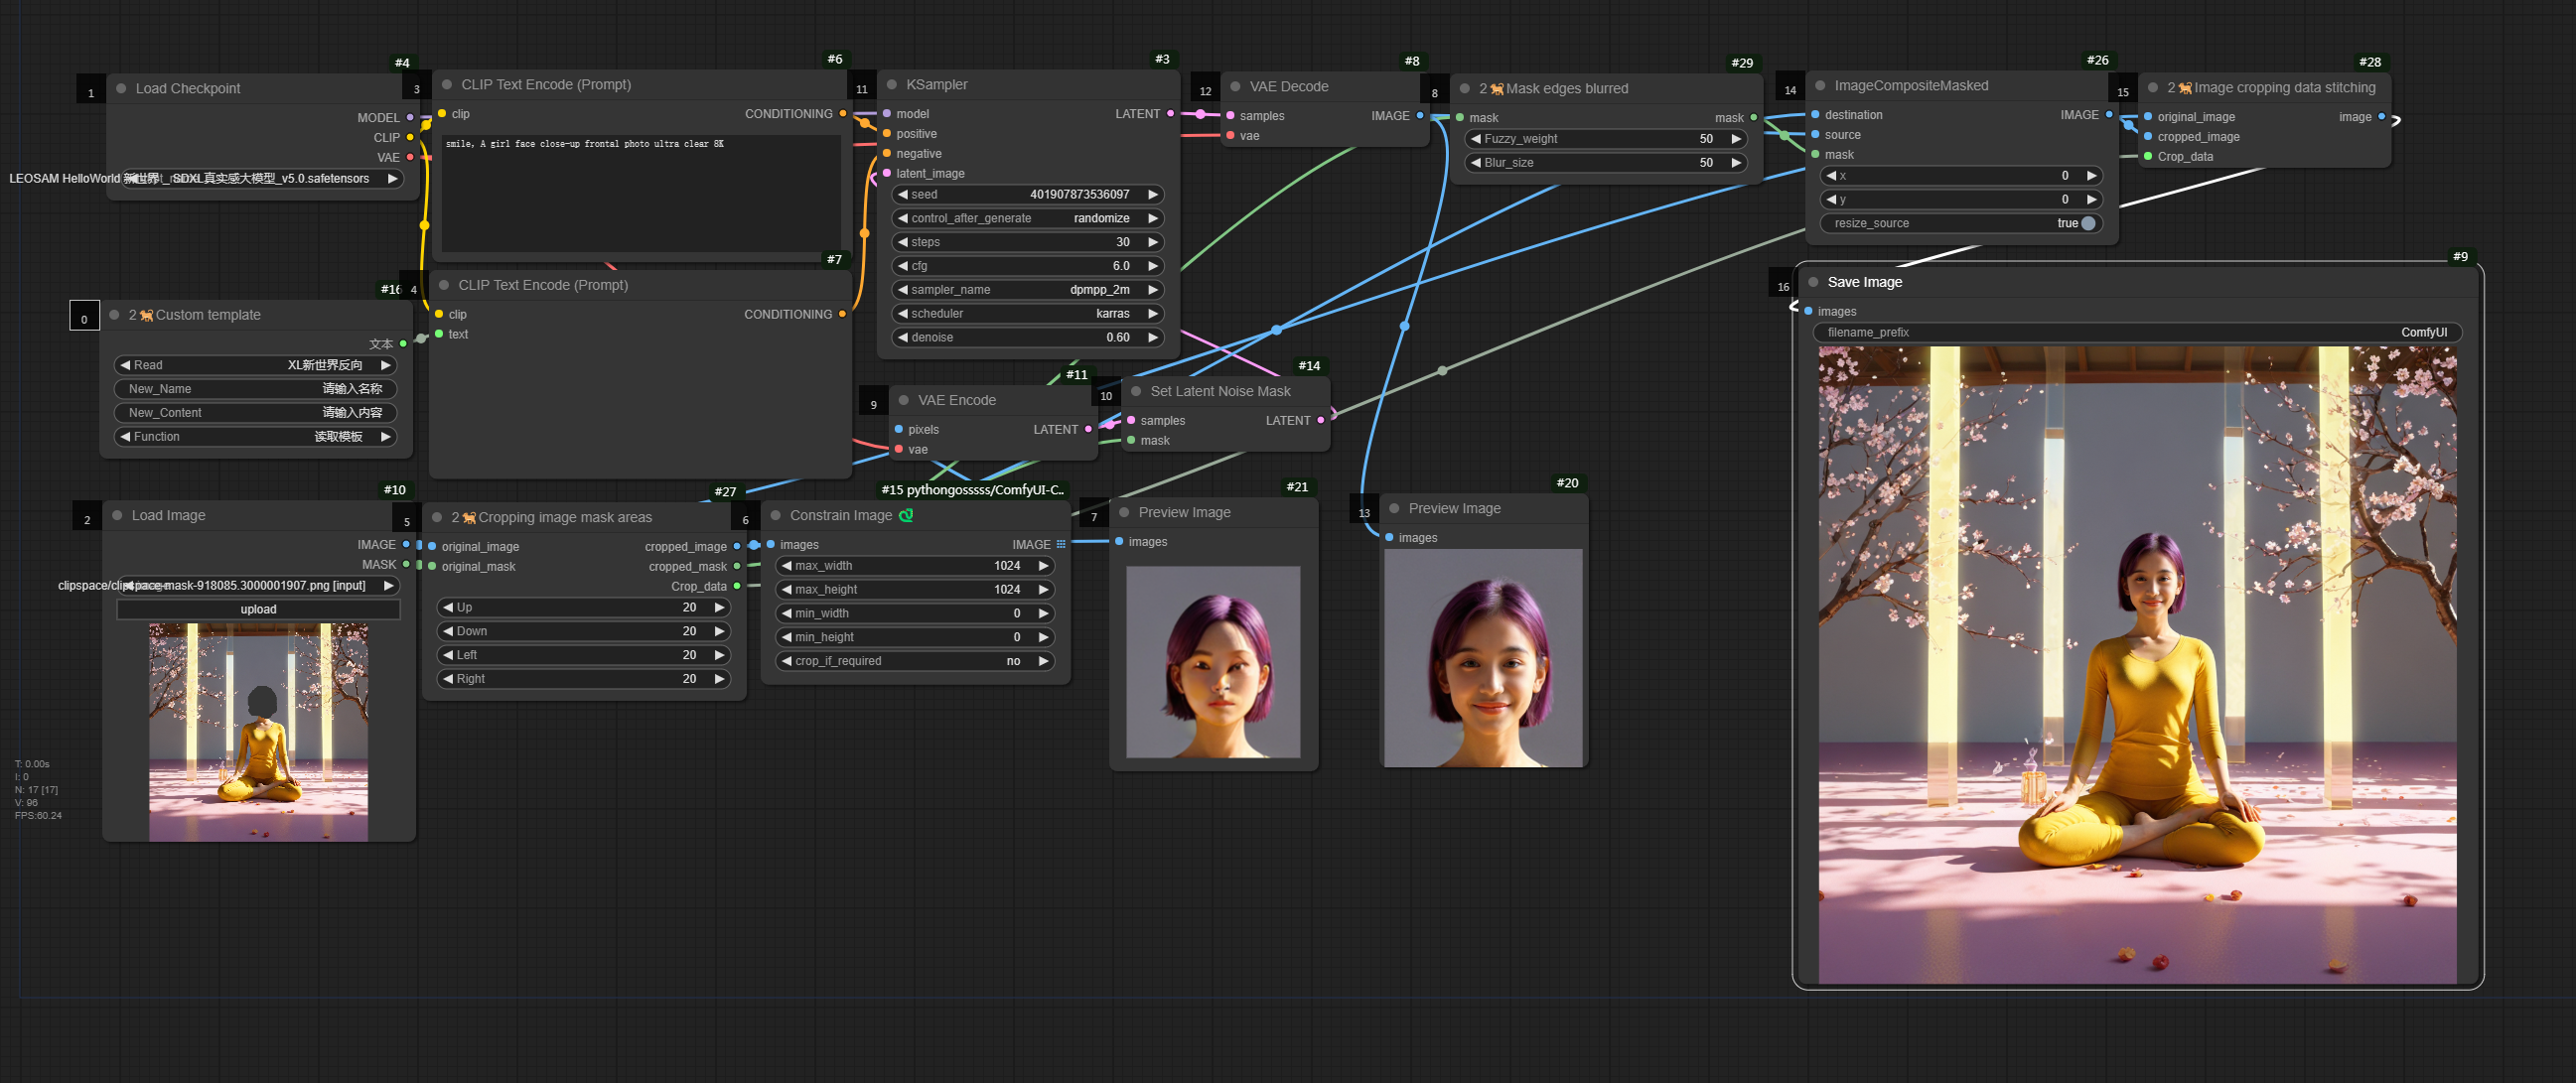 #4
1
Load Checkpoint
MODEL
CLIP
VAE
LEOSAM HelloWorld 新世界_SDXL真实感大模型_v5.0.safetensors
#6
3
CLIP Text Encode (Prompt)
clip
CONDITIONING
smile, A girl face close-up frontal photo ultra clear 8K
#7
4
CLIP Text Encode (Prompt)
clip
CONDITIONING
text
#16
0
2🐕Custom template
文本
Read
XL新世界反向
New_Name
请输入名称
New_Content
请输入内容
Function
读取模板
#3
11
KSampler
model
LATENT
positive
negative
latent_image
seed
401907873536097
control_after_generate
randomize
steps
30
cfg
6.0
sampler_name
dpmpp_2m
scheduler
karras
denoise
0.60
#8
12
VAE Decode
samples
IMAGE
vae
#29
8
2🐕Mask edges blurred
mask
mask
Fuzzy_weight
50
Blur_size
50
#26
14
ImageCompositeMasked
destination
IMAGE
source
mask
x
0
y
0
resize_source
true
#28
15
2🐕Image cropping data stitching
original_image
image
cropped_image
Crop_data
#11
9
VAE Encode
pixels
LATENT
vae
#14
10
Set Latent Noise Mask
samples
LATENT
mask
#10
2
Load Image
IMAGE
MASK
clipspace/clipspace-mask-918085.3000001907.png [input]
upload
#27
5
2🐕Cropping image mask areas
original_image
cropped_image
original_mask
cropped_mask
Crop_data
Up
20
Down
20
Left
20
Right
20
#15 pythongosssss/ComfyUI-C..
6
Constrain Image
images
IMAGE
max_width
1024
max_height
1024
min_width
0
min_height
0
crop_if_required
no
#21
7
Preview Image
images
#20
13
Preview Image
images
#9
16
Save Image
images
filename_prefix
ComfyUI
T: 0.00s
I: 0
N: 17 [17]
V: 96
FPS:60.24